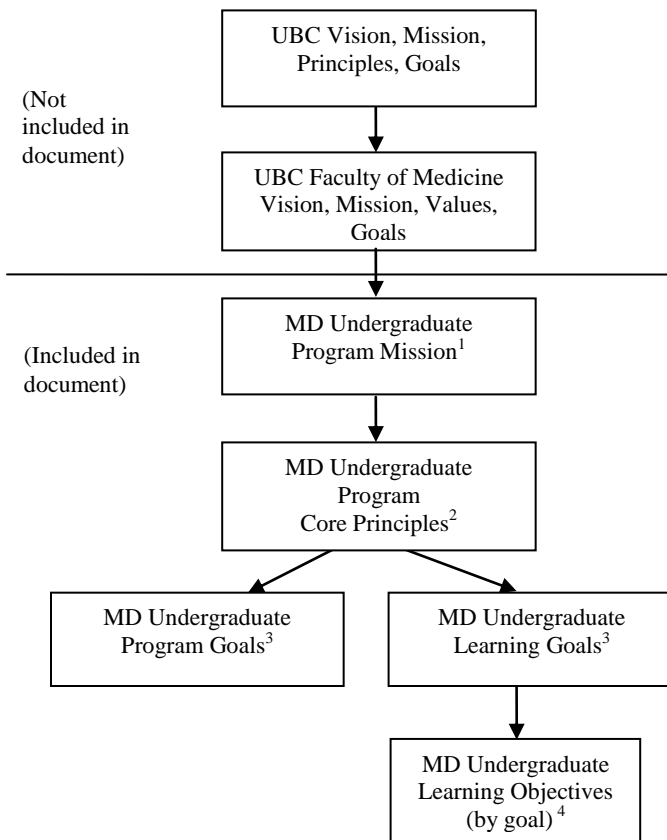 UBC Vision, Mission,
Principles, Goals
(Not
included in
document)
UBC Faculty of Medicine
Vision, Mission, Values,
Goals
MD Undergraduate
Program Mission¹
(Included in
document)
MD Undergraduate
Program
Core Principles²
MD Undergraduate
Program Goals³
MD Undergraduate
Learning Goals³
MD Undergraduate
Learning Objectives
(by goal) ⁴